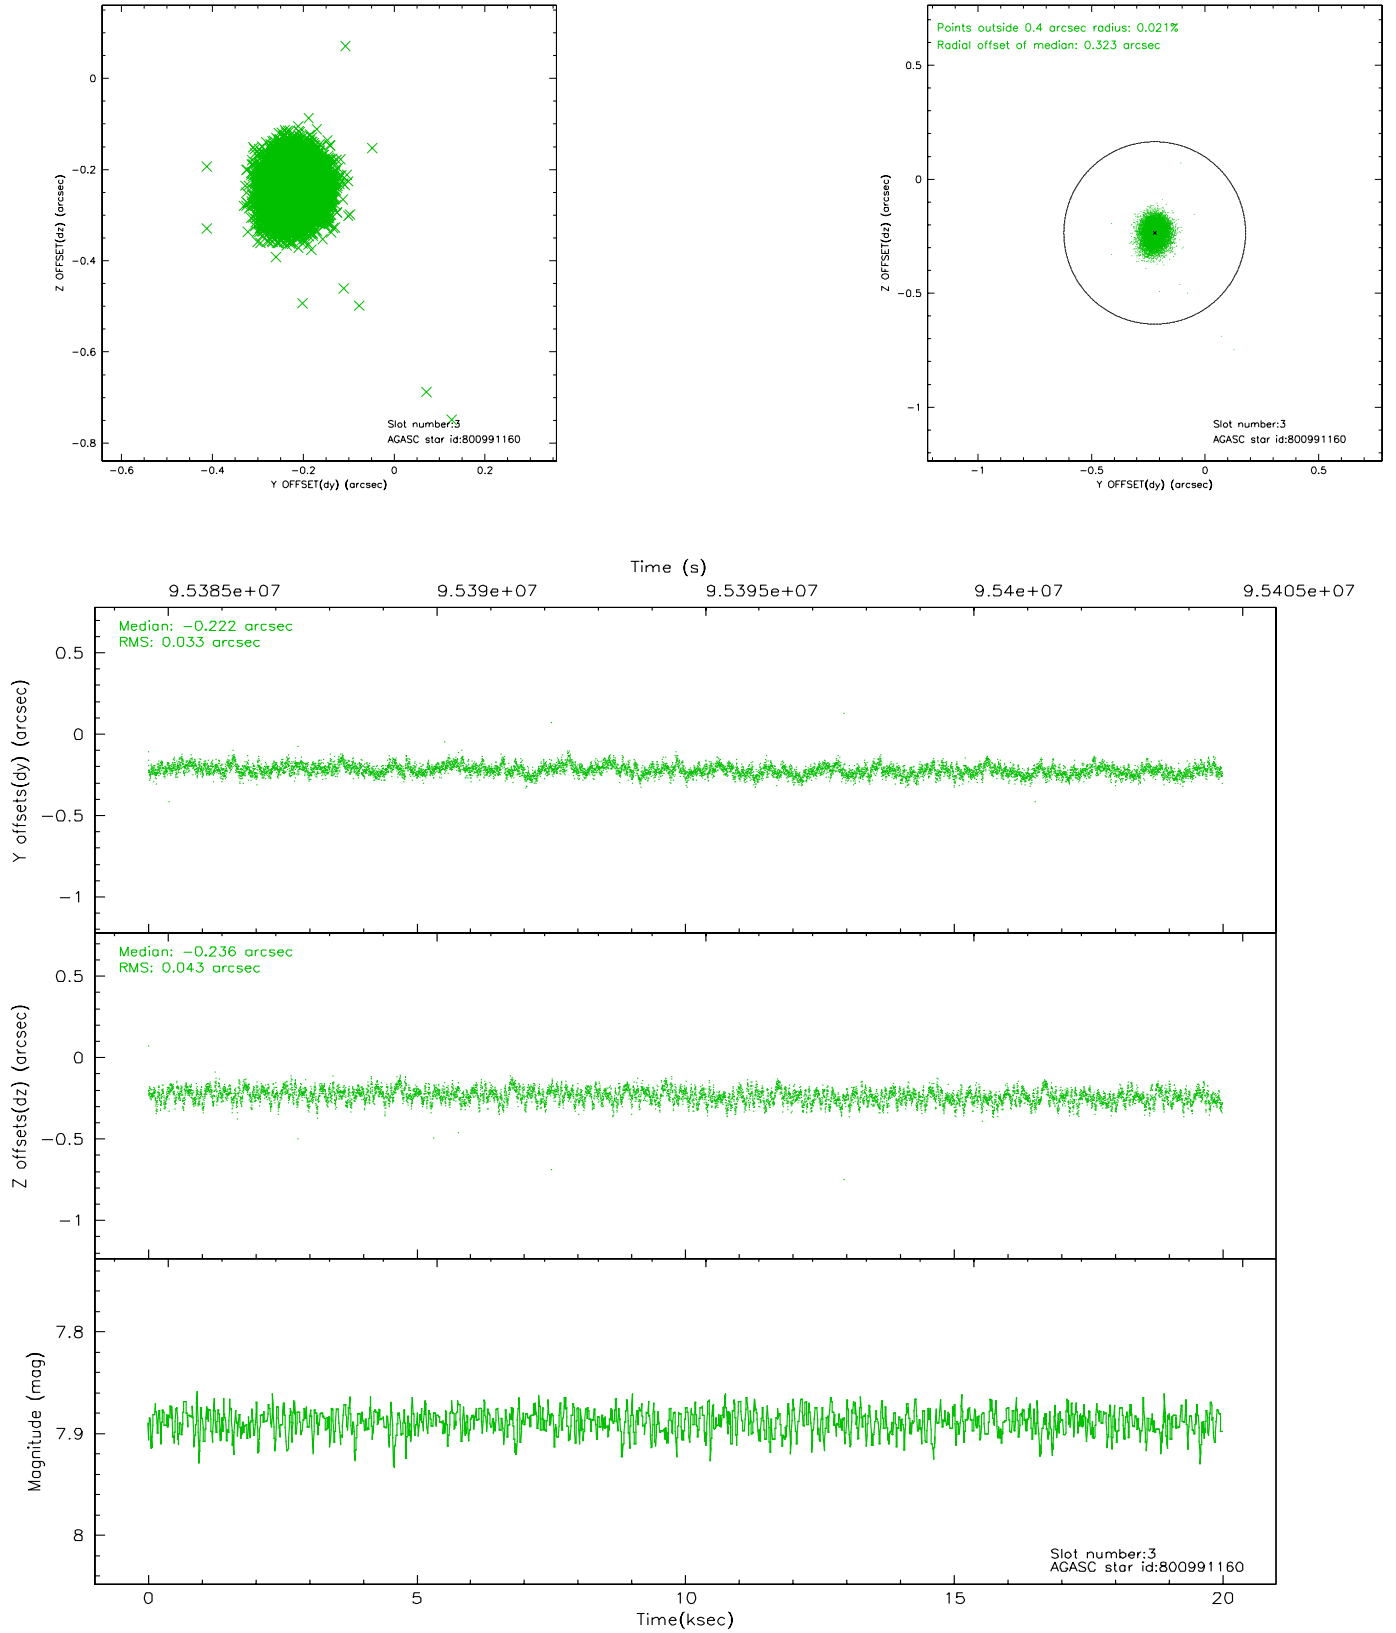 0
−0.2
−0.4
−0.6
−0.8
Z OFFSET(dz) (arcsec)
−0.6
−0.4
−0.2
0
0.2
Y OFFSET(dy) (arcsec)
Slot number:3
AGASC star id:800991160
Points outside 0.4 arcsec radius: 0.021%
Radial offset of median: 0.323 arcsec
0.5
0
−0.5
−1
Z OFFSET(dz) (arcsec)
−1
−0.5
0
0.5
Y OFFSET(dy) (arcsec)
Slot number:3
AGASC star id:800991160
Time (s)
9.5385e+07
9.539e+07
9.5395e+07
9.54e+07
9.5405e+07
Median: −0.222 arcsec
RMS: 0.033 arcsec
0.5
0
−0.5
−1
Y offsets(dy) (arcsec)
Median: −0.236 arcsec
RMS: 0.043 arcsec
0.5
0
−0.5
−1
Z offsets(dz) (arcsec)
7.8
7.9
8
Magnitude (mag)
Slot number:3
AGASC star id:800991160
0
5
10
15
20
Time(ksec)